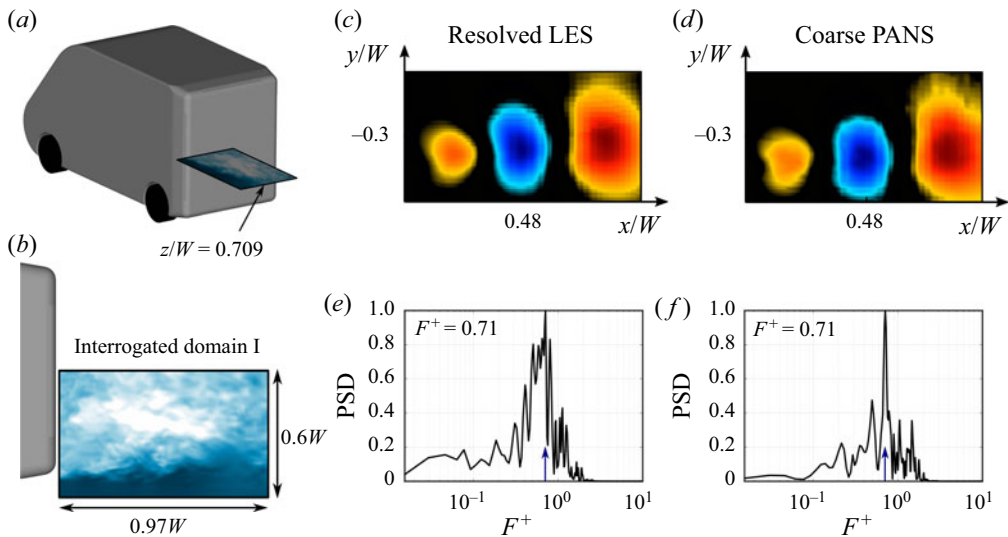 (a)
z/W = 0.709
(b)
Interrogated domain I
0.6W
0.97W
(c)
Resolved LES
y/W
–0.3
0.48
x/W
(d)
Coarse PANS
y/W
–0.3
0.48
x/W
(e)
F⁺ = 0.71
PSD
1.0
0.8
0.6
0.4
0.2
0
10⁻¹
10⁰
10¹
F⁺
(f)
F⁺ = 0.71
PSD
1.0
0.8
0.6
0.4
0.2
0
10⁻¹
10⁰
10¹
F⁺